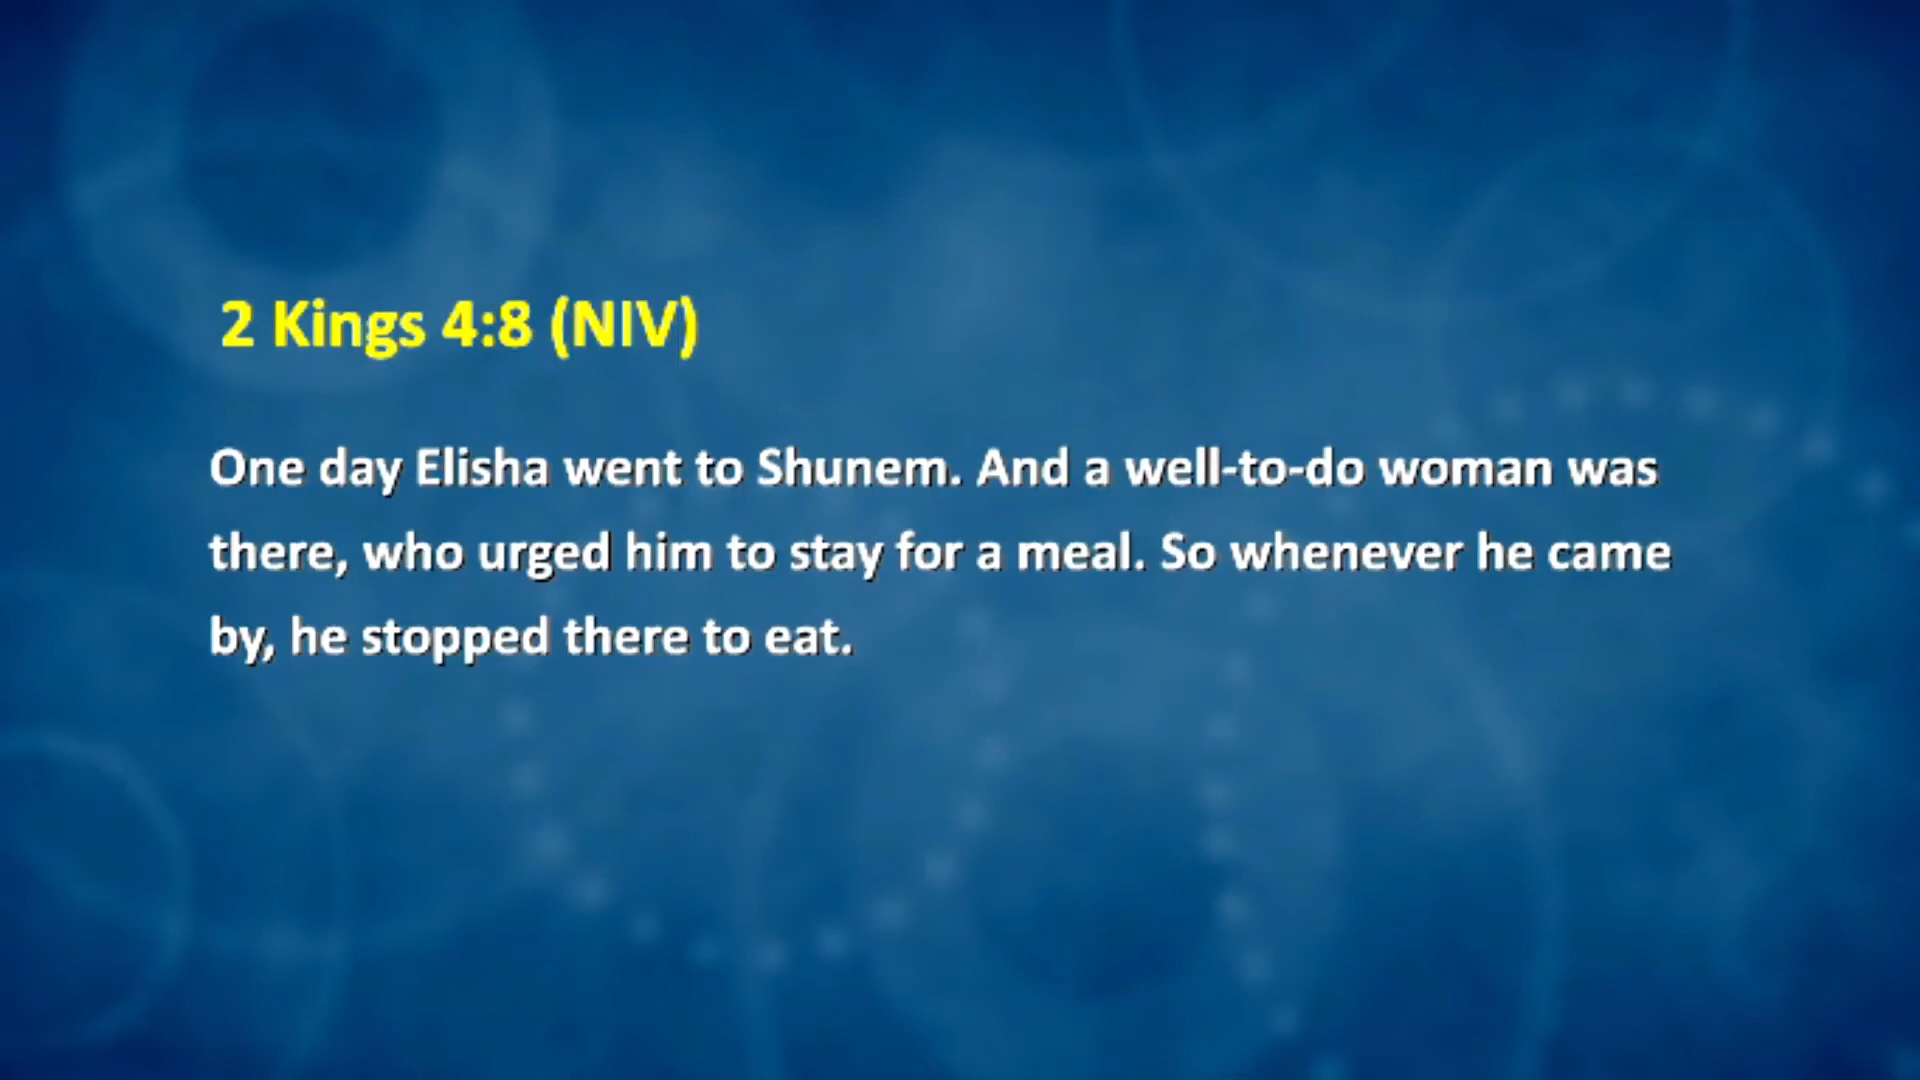 2 Kings 4:8 (NIV)
One day Elisha went to Shunem. And a well-to-do woman was
there, who urged him to stay for a meal. So whenever he came
by, he stopped there to eat.